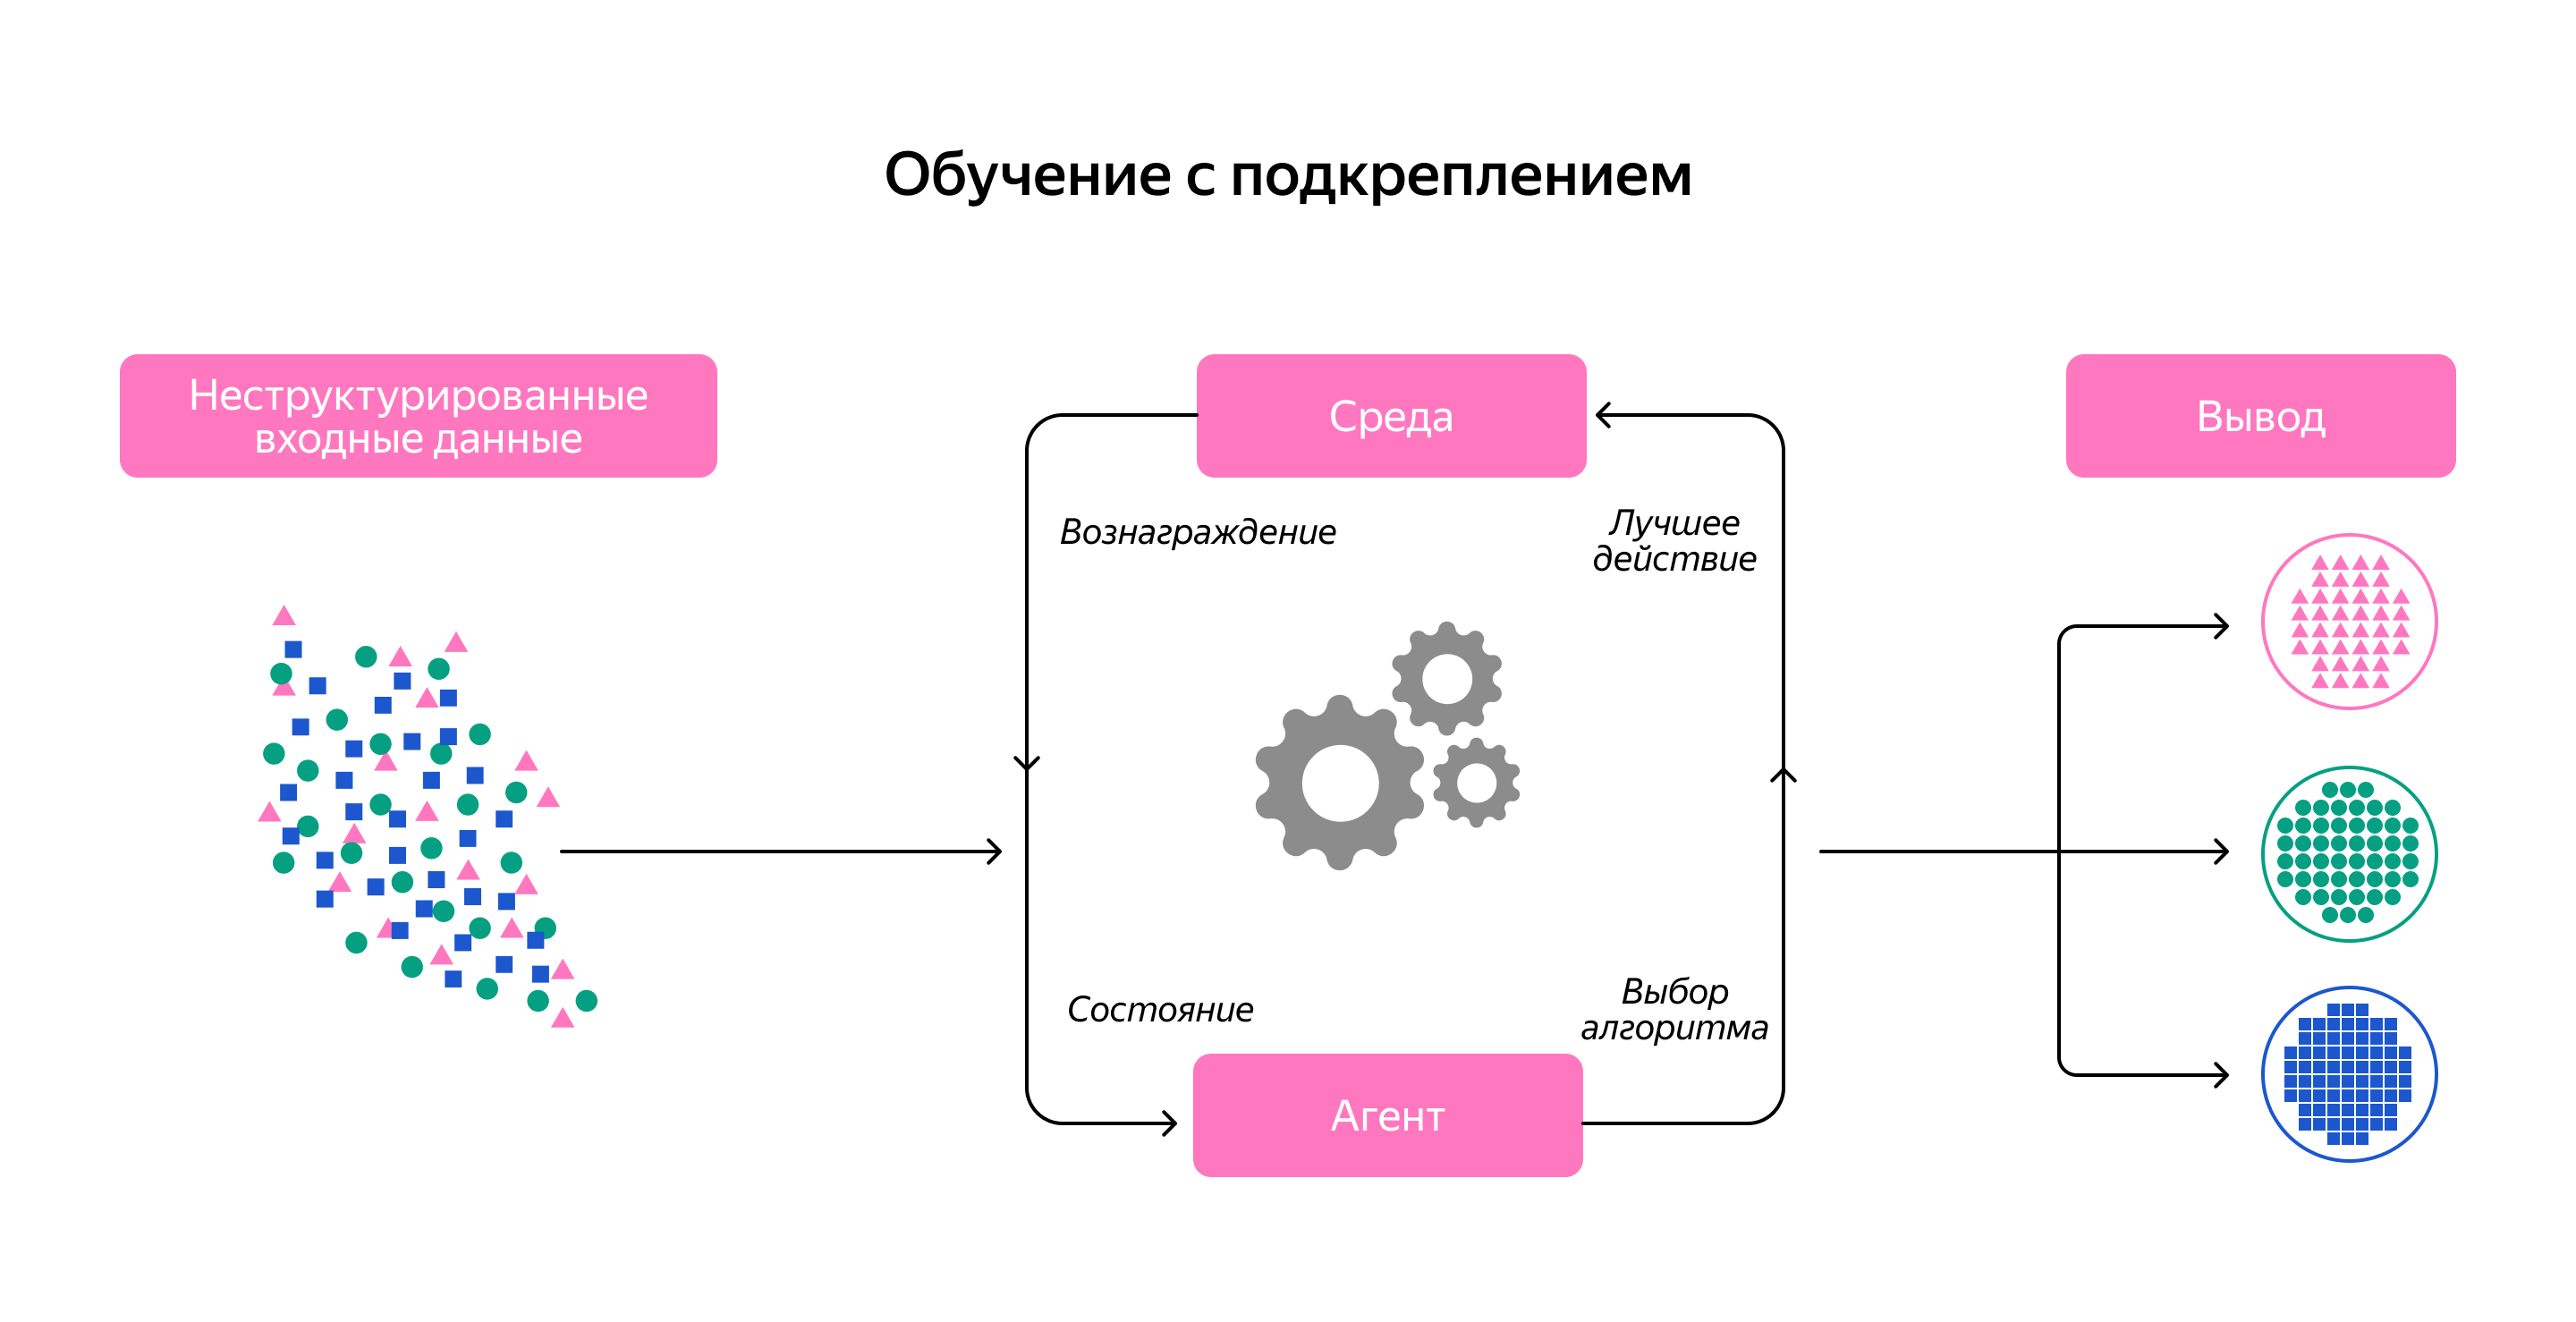 Обучение с подкреплением
Неструктурированные
входные данные
Среда
Вывод
Вознаграждение
Лучшее
действие
Состояние
Выбор
алгоритма
Агент